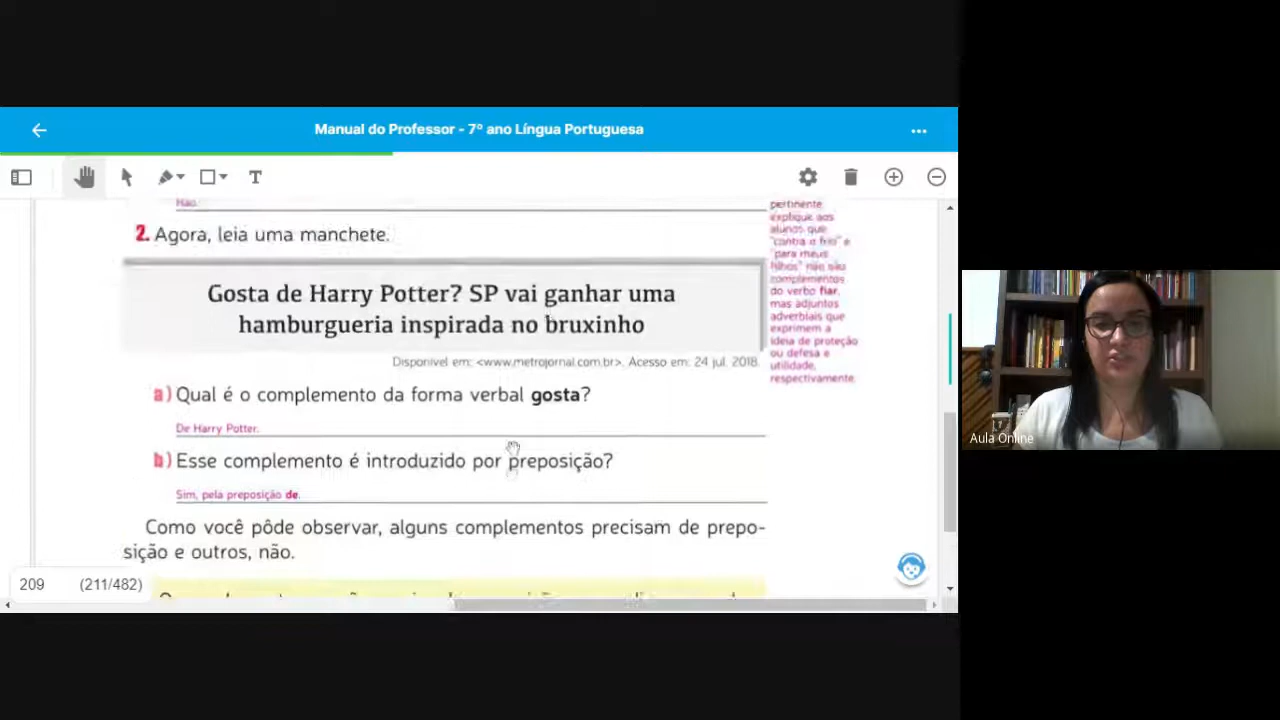 Manual do Professor - 7º ano Língua Portuguesa
T
Não.
2. Agora, leia uma manchete.
Gosta de Harry Potter? SP vai ganhar uma
hamburgueria inspirada no bruxinho
Disponível em: <www.metrojornal.com.br>. Acesso em: 24 jul. 2018.
a) Qual é o complemento da forma verbal gosta?
De Harry Potter.
b) Esse complemento é introduzido por preposição?
Sim, pela preposição de.
Como você pôde observar, alguns complementos precisam de prepo-
sição e outros, não.
209 (211/482)
pertinente
explique aos
alunos que
"contra o frio" e
"para meus
filhos" não são
complementos
do verbo fiar,
mas adjuntos
adverbiais que
exprimem a
ideia de proteção
ou defesa e
utilidade,
respectivamente.
Aula Online